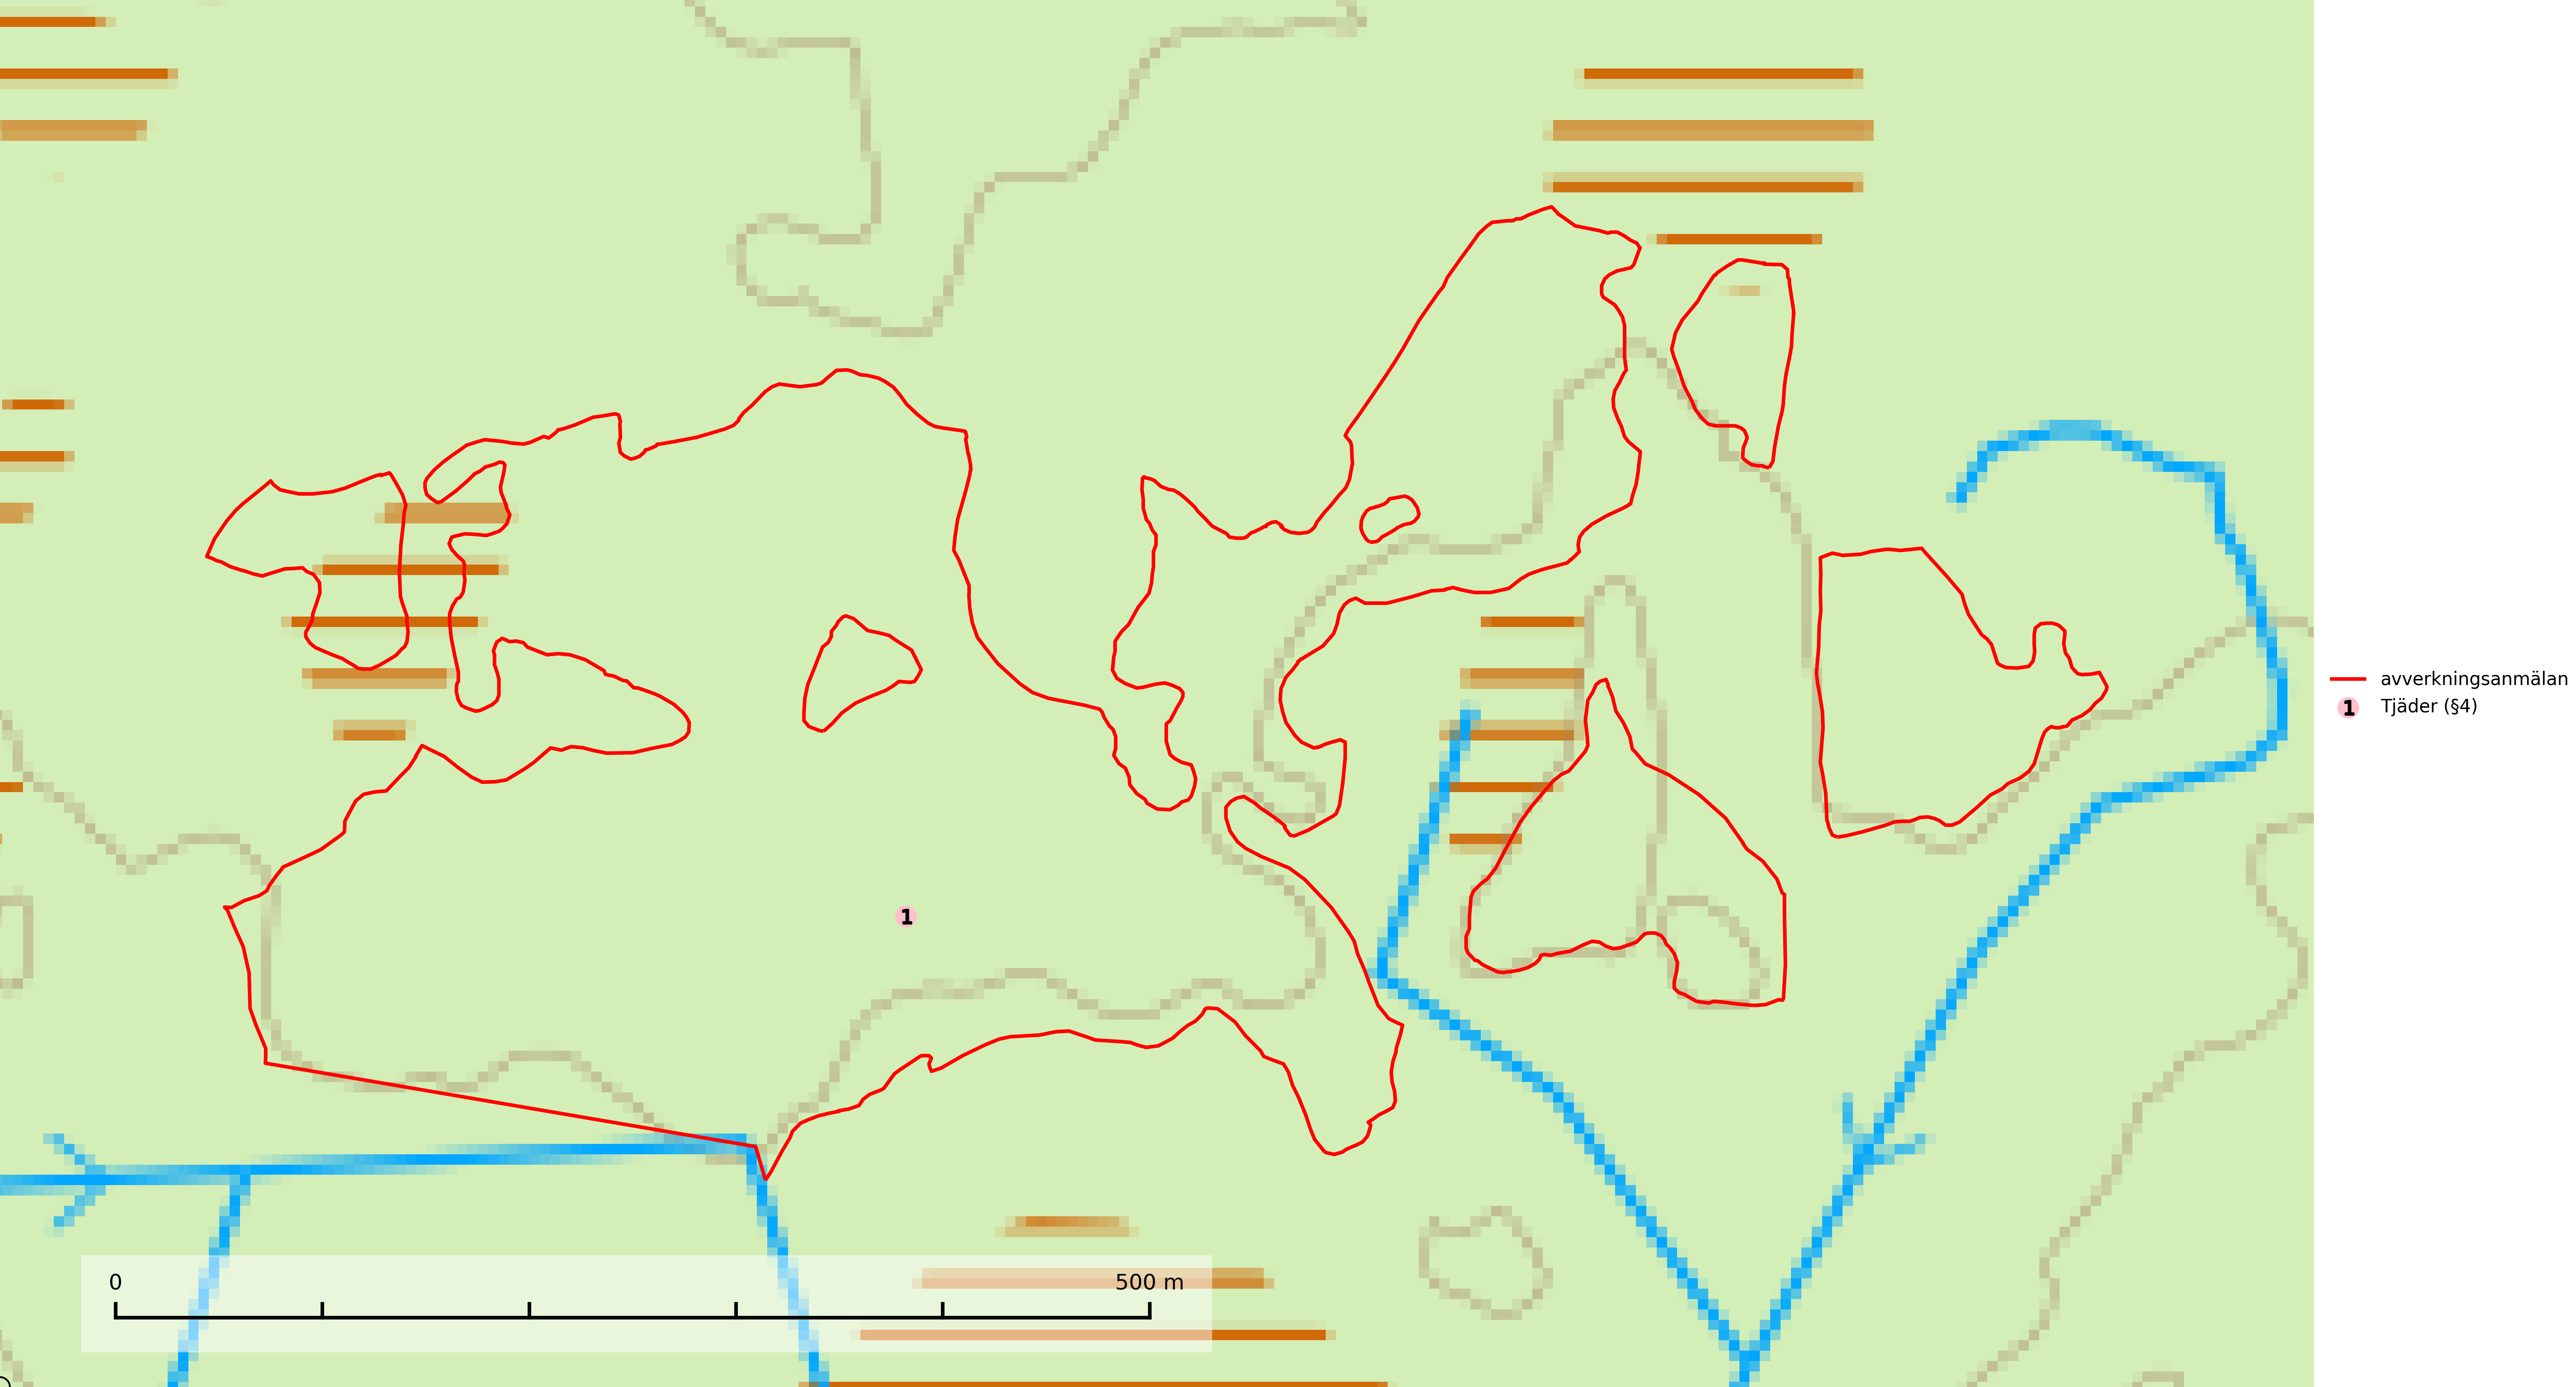 avverkningsanmälan
1 Tjäder (§4)
1
0 500 m